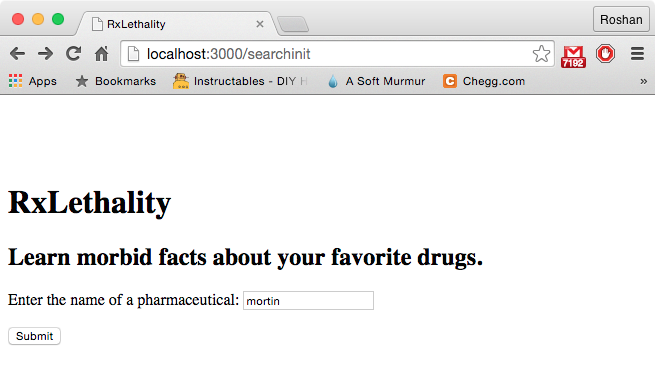 RxLethality
Roshan
localhost:3000/searchinit
7192
Apps Bookmarks Instructables - DIY H A Soft Murmur C Chegg.com »
RxLethality
Learn morbid facts about your favorite drugs.
Enter the name of a pharmaceutical: mortin
Submit